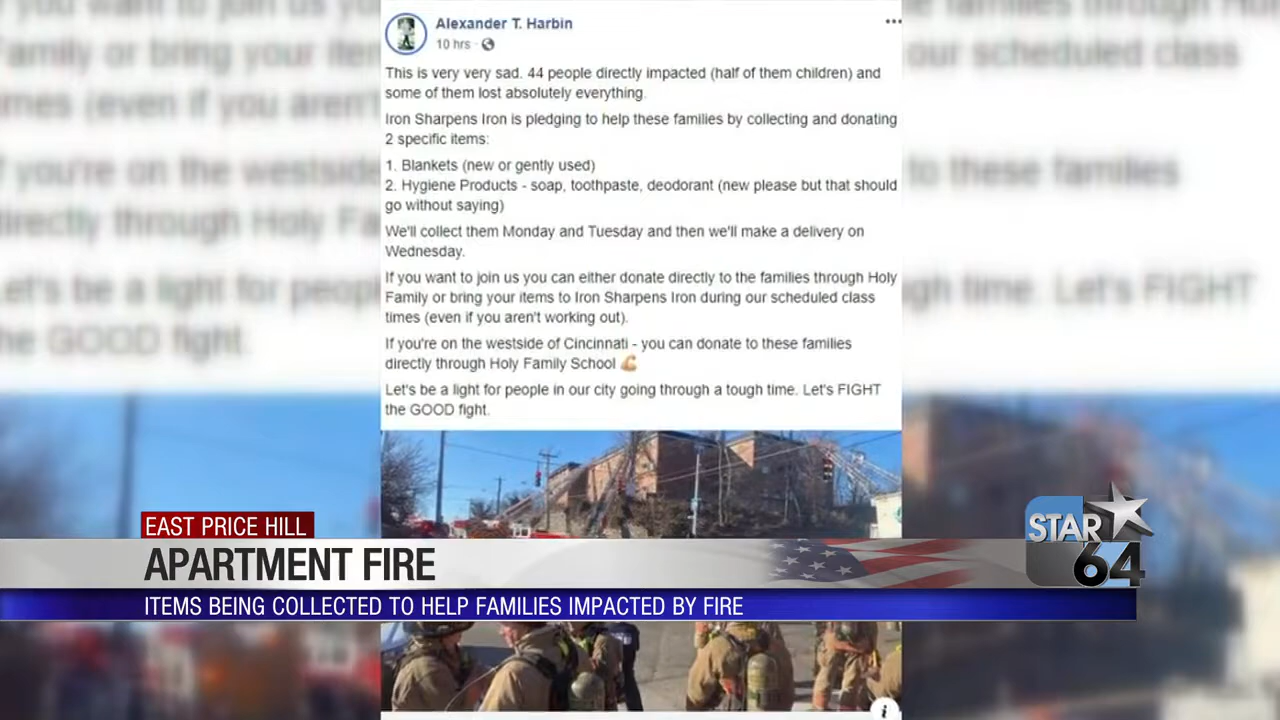 Alexander T. Harbin
10 hrs ·
This is very very sad. 44 people directly impacted (half of them children) and
some of them lost absolutely everything.
Iron Sharpens Iron is pledging to help these families by collecting and donating
2 specific items:
1. Blankets (new or gently used)
2. Hygiene Products - soap, toothpaste, deodorant (new please but that should
go without saying)
We'll collect them Monday and Tuesday and then we'll make a delivery on
Wednesday.
If you want to join us you can either donate directly to the families through Holy
Family or bring your items to Iron Sharpens Iron during our scheduled class
times (even if you aren't working out).
If you're on the westside of Cincinnati - you can donate to these families
directly through Holy Family School 💪🏼
Let's be a light for people in our city going through a tough time. Let's FIGHT
the GOOD fight.
EAST PRICE HILL
APARTMENT FIRE
ITEMS BEING COLLECTED TO HELP FAMILIES IMPACTED BY FIRE
STAR
64